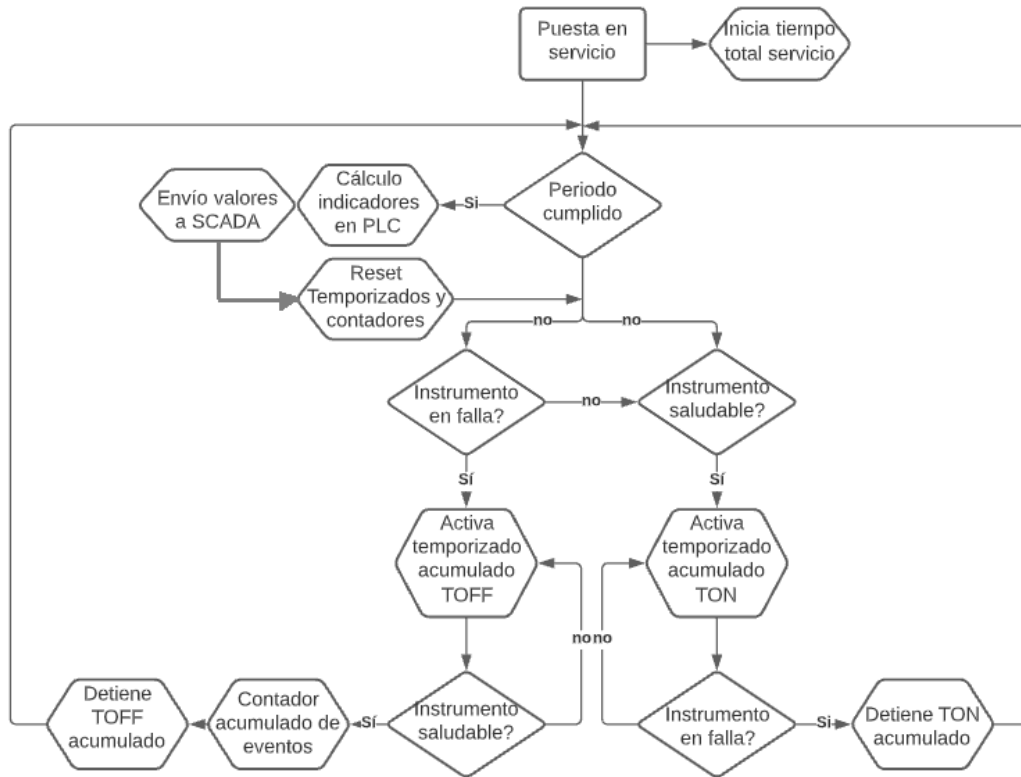 Puesta en
servicio
Inicia tiempo
total servicio
Periodo
cumplido
Si
Cálculo
indicadores
en PLC
Envío valores
a SCADA
Reset
Temporizados y
contadores
no
no
Instrumento
en falla?
no
Instrumento
saludable?
Sí
Sí
Activa
temporizado
acumulado
TOFF
Activa
temporizado
acumulado
TON
no
no
Detiene
TOFF
acumulado
Contador
acumulado de
eventos
Sí
Instrumento
saludable?
Instrumento
en falla?
Si
Detiene TON
acumulado